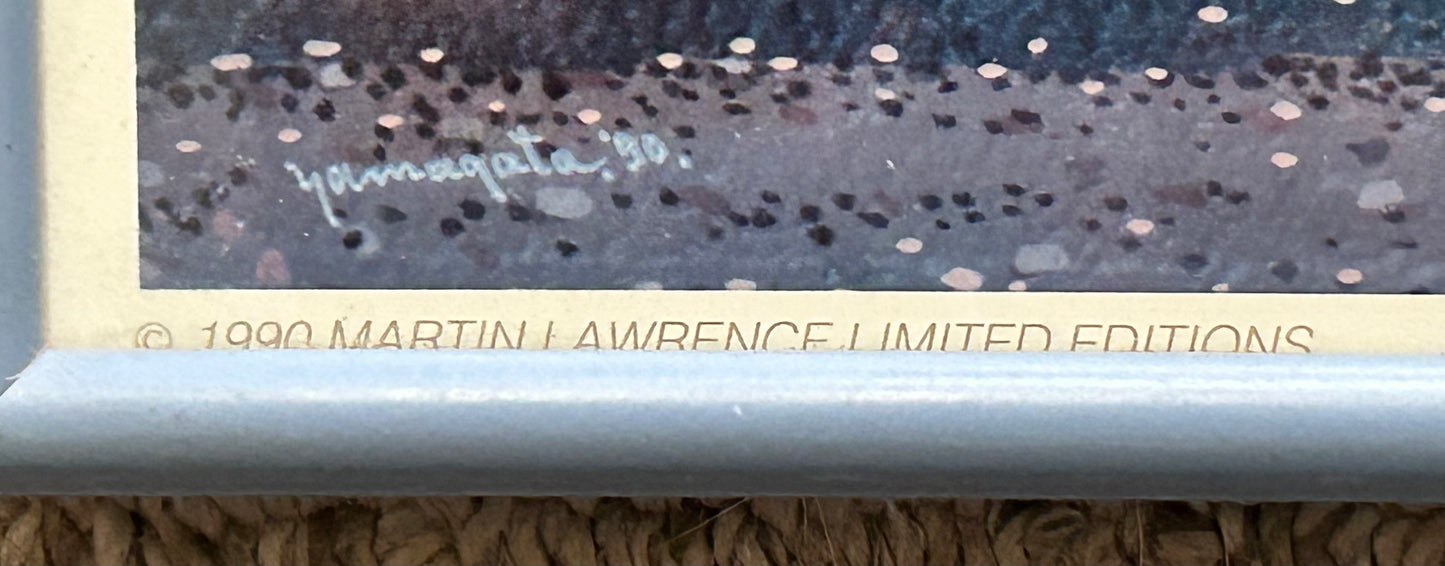 yamagata.'90.
© 1990 MARTIN LAWRENCE LIMITED EDITIONS